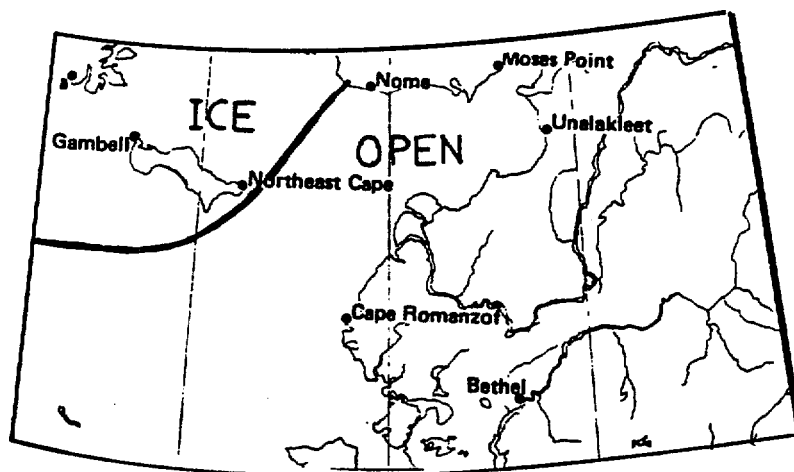 Moses Point
Nome
ICE
Unalakleet
Gambell
OPEN
Northeast Cape
Cape Romanzof
Bethel